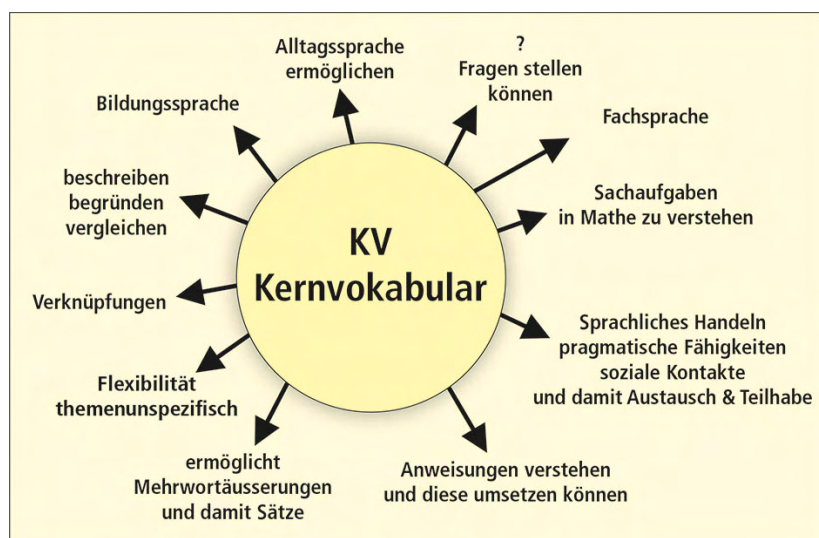 KV
Kernvokabular
Alltagssprache
ermöglichen
?
Fragen stellen
können
Fachsprache
Sachaufgaben
in Mathe zu verstehen
Sprachliches Handeln
pragmatische Fähigkeiten
soziale Kontakte
und damit Austausch & Teilhabe
Anweisungen verstehen
und diese umsetzen können
ermöglicht
Mehrwortäusserungen
und damit Sätze
Flexibilität
themenunspezifisch
Verknüpfungen
beschreiben
begründen
vergleichen
Bildungssprache